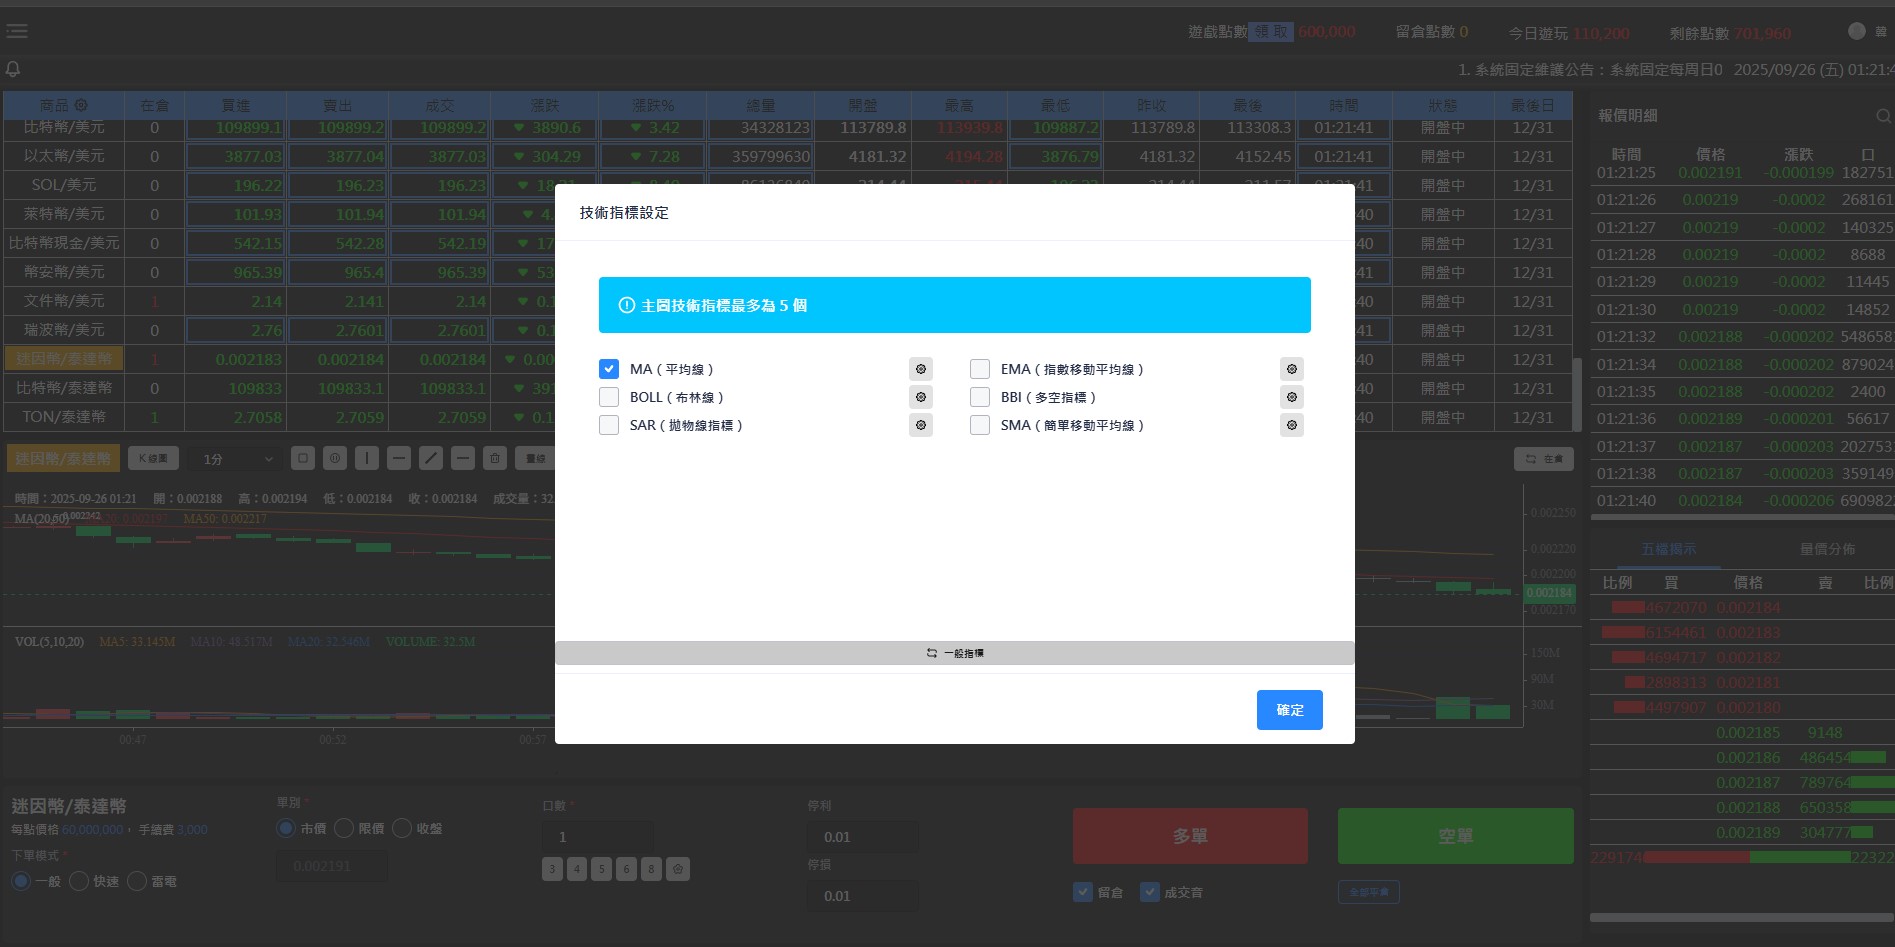 遊戲點數 領 取 600,000 留倉點數 0 今日遊玩 110,200 剩餘點數 701,960
1. 系統固定維護公告：系統固定每周日0 2025/09/26 (五) 01:21:4
商品 在倉 買進 賣出 成交 漲跌 漲跌% 總量 開盤 最高 最低 昨收 最後 時間 狀態 最後日
比特幣/美元 0 109899.1 109899.2 109899.2 ▼ 3890.6 ▼ 3.42 34328123 113789.8 113939.8 109887.2 113789.8 113308.3 01:21:41 開盤中 12/31
以太幣/美元 0 3877.03 3877.04 3877.03 ▼ 304.29 ▼ 7.28 359799630 4181.32 4194.28 3876.79 4181.32 4152.45 01:21:41 開盤中 12/31
SOL/美元 0 196.22 196.23 196.23 開盤中 12/31
萊特幣/美元 0 101.93 101.94 101.94 ▼ 4. 40 開盤中 12/31
比特幣現金/美元 0 542.15 542.28 542.19 ▼ 17 40 開盤中 12/31
幣安幣/美元 0 965.39 965.4 965.39 ▼ 53 41 開盤中 12/31
文件幣/美元 1 2.14 2.141 2.14 ▼ 0.1 40 開盤中 12/31
瑞波幣/美元 0 2.76 2.7601 2.7601 ▼ 0.1 41 開盤中 12/31
迷因幣/泰達幣 1 0.002183 0.002184 0.002184 ▼ 0.00 40 開盤中 12/31
比特幣/泰達幣 0 109833 109833.1 109833.1 ▼ 391 40 開盤中 12/31
TON/泰達幣 1 2.7058 2.7059 2.7059 ▼ 0.1 40 開盤中 12/31
迷因幣/泰達幣 K 線圖 1分 畫線 在倉
時間：2025-09-26 01:21 開：0.002188 高：0.002194 低：0.002184 收：0.002184 成交量：32.
MA(20,50) 0.002242 MA50: 0.002217
0.002250
0.002220
0.002200
0.002184
0.002170
VOL(5,10,20) MA5: 33.145M MA10: 48.517M MA20: 32.546M VOLUME: 32.5M
150M
90M
30M
00:47 00:52 00:57
技術指標設定
主圖技術指標最多為 5 個
MA（平均線） EMA（指數移動平均線）
BOLL（布林線） BBI（多空指標）
SAR（拋物線指標） SMA（簡單移動平均線）
一般指標
確定
報價明細
時間 價格 漲跌 口
01:21:25 0.002191 -0.000199 182751
01:21:26 0.00219 -0.0002 268161
01:21:27 0.00219 -0.0002 140325
01:21:28 0.00219 -0.0002 8688
01:21:29 0.00219 -0.0002 11445
01:21:30 0.00219 -0.0002 14852
01:21:32 0.002188 -0.000202 548658
01:21:34 0.002188 -0.000202 879024
01:21:35 0.002188 -0.000202 2400
01:21:36 0.002189 -0.000201 56617
01:21:37 0.002187 -0.000203 202753
01:21:38 0.002187 -0.000203 359149
01:21:40 0.002184 -0.000206 690982
五檔揭示 量價分佈
比例 買 價格 賣 比例
4672070 0.002184
6154461 0.002183
4694717 0.002182
2898313 0.002181
4497907 0.002180
0.002185 9148
0.002186 486454
0.002187 789764
0.002188 650358
0.002189 304777
229174 22322
迷因幣/泰達幣
每點價格 60,000,000， 手續費 3,000
下單模式 *
一般 快速 雷電
單別 *
市價 限價 收盤
0.002191
口數 *
1
3 4 5 6 8
停利
0.01
停損
0.01
多單 空單
留倉 成交音 全部平倉